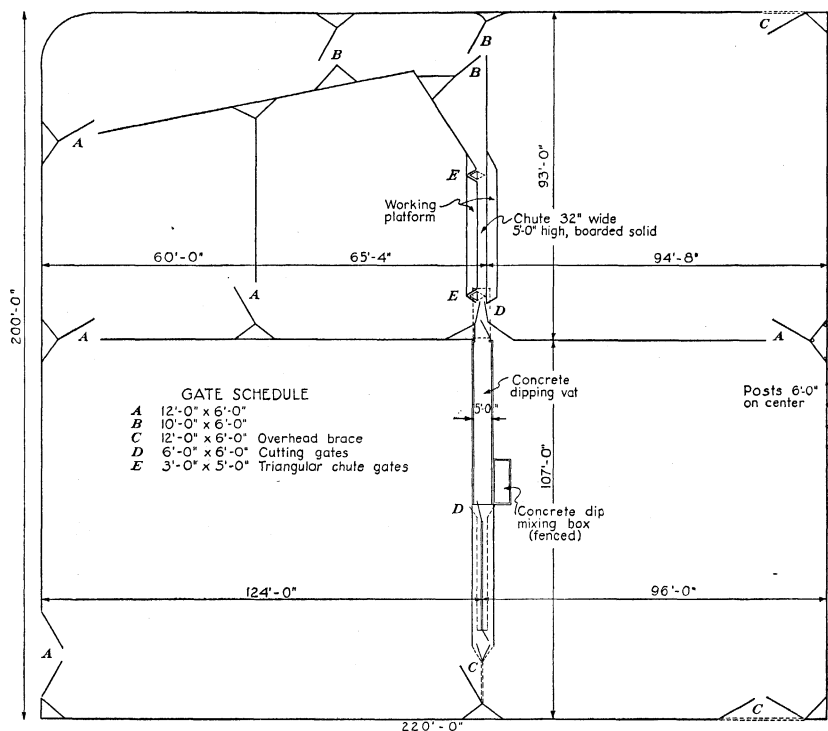 C
B
B
B
A
E
Working
platform
Chute 32" wide
5'-0" high, boarded solid
93'-0"
60'-0"
65'-4"
94'-8"
A
E
D
200'-0"
A
A
GATE SCHEDULE
A 12'-0" x 6'-0"
B 10'-0" x 6'-0"
C 12'-0" x 6'-0" Overhead brace
D 6'-0" x 6'-0" Cutting gates
E 3'-0" x 5'-0" Triangular chute gates
Concrete
dipping vat
5'-0"
Posts 6'-0"
on center
107'-0"
D
Concrete dip
mixing box
(fenced)
124'-0"
96'-0"
A
C
C
220'-0"